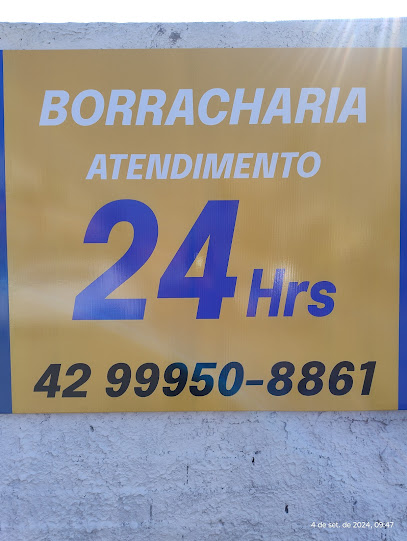 BORRACHARIA
ATENDIMENTO
24 Hrs
42 99950-8861
4 de set. de 2024, 09:47